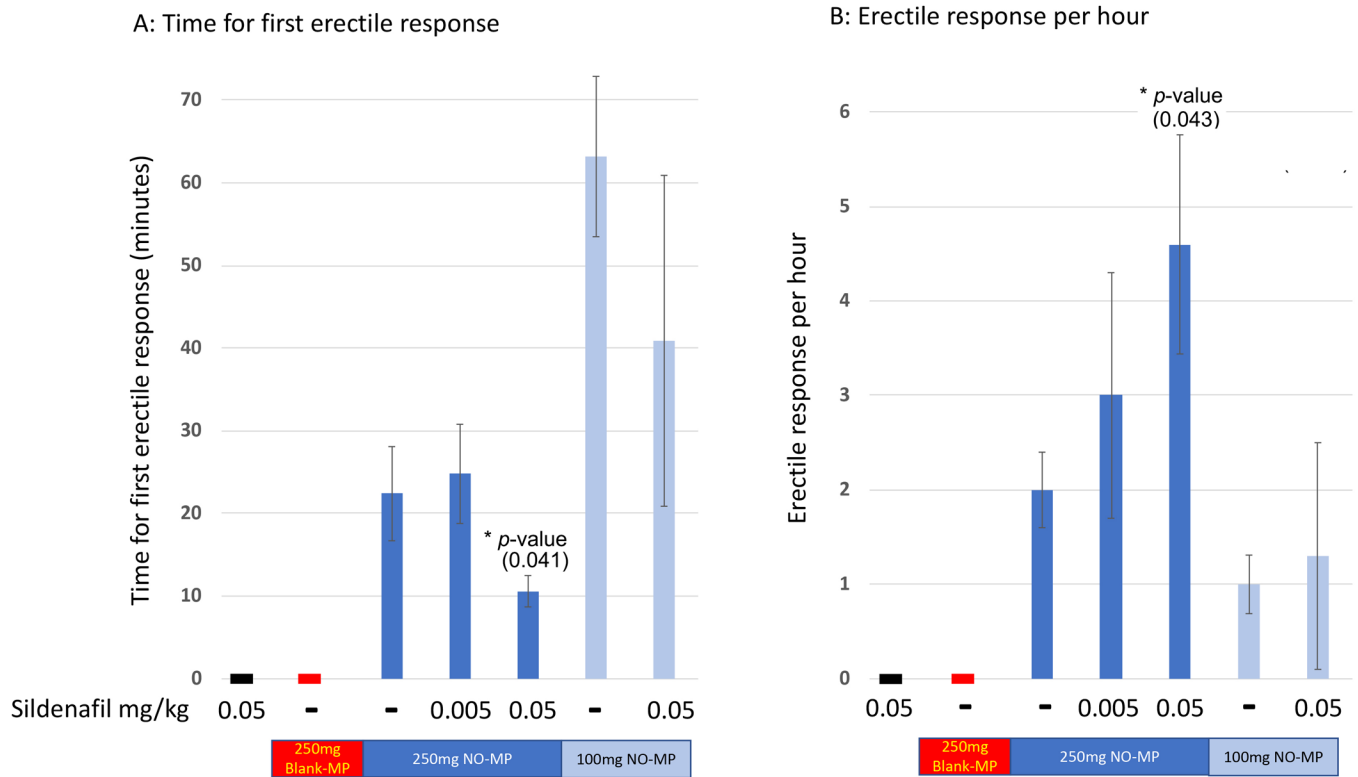 A: Time for first erectile response
Time for first erectile response (minutes)
70
60
50
40
30
20
10
0
* p-value
(0.041)
Sildenafil mg/kg 0.05 - - 0.005 0.05 - 0.05
250mg
Blank-MP
250mg NO-MP
100mg NO-MP
B: Erectile response per hour
Erectile response per hour
6
5
4
3
2
1
0
* p-value
(0.043)
0.05 - - 0.005 0.05 - 0.05
250mg
Blank-MP
250mg NO-MP
100mg NO-MP